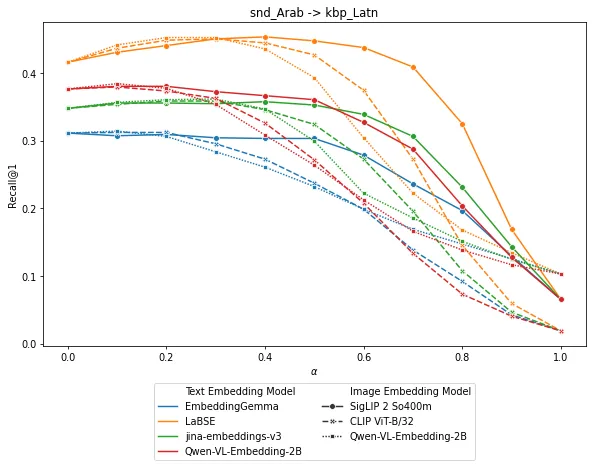 snd_Arab -> kbp_Latn
Recall@1
0.4
0.3
0.2
0.1
0.0
0.0 0.2 0.4 0.6 0.8 1.0
α
Text Embedding Model Image Embedding Model
EmbeddingGemma SigLIP 2 So400m
LaBSE CLIP ViT-B/32
jina-embeddings-v3 Qwen-VL-Embedding-2B
Qwen-VL-Embedding-2B